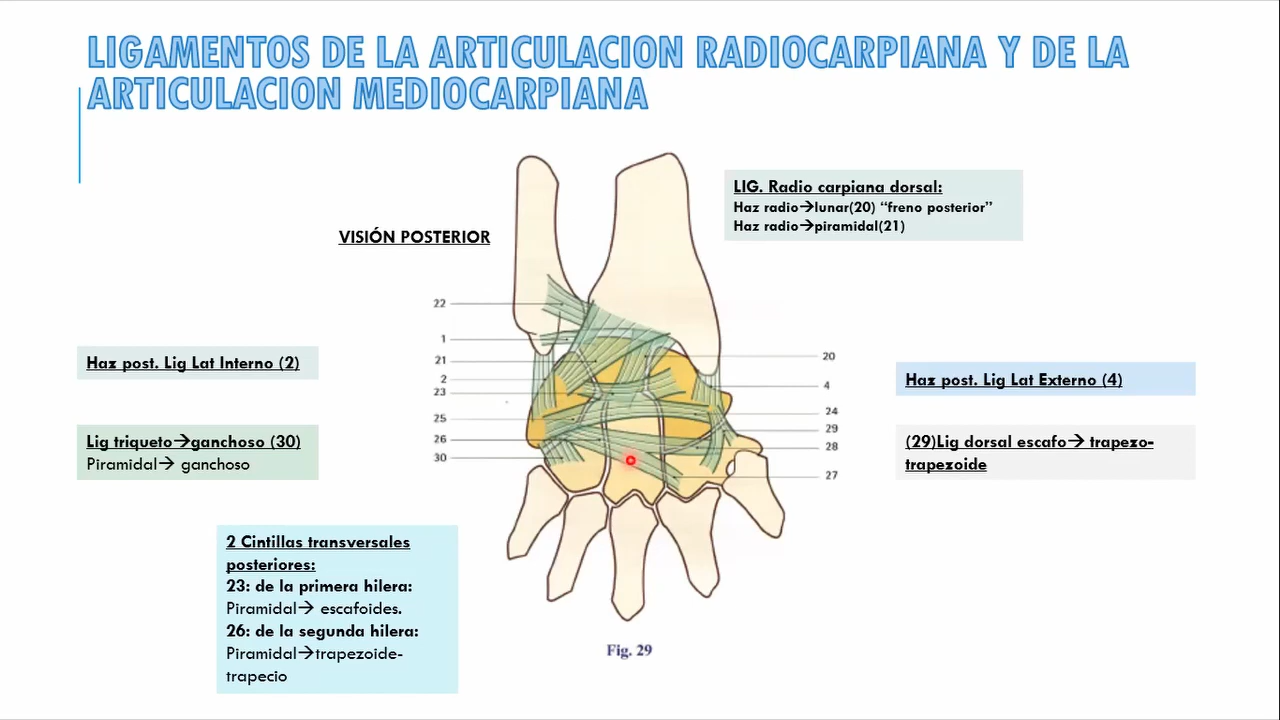 LIGAMENTOS DE LA ARTICULACION RADIOCARPIANA Y DE LA
ARTICULACION MEDIOCARPIANA
LIG. Radio carpiana dorsal:
Haz radio→lunar(20) “freno posterior”
Haz radio→piramidal(21)
VISIÓN POSTERIOR
22
1
21
2
23
25
26
30
20
4
24
29
28
27
Haz post. Lig Lat Interno (2)
Haz post. Lig Lat Externo (4)
Lig triqueto→ganchoso (30)
Piramidal→ ganchoso
(29)Lig dorsal escafo→ trapezo-
trapezoide
2 Cintillas transversales
posteriores:
23: de la primera hilera:
Piramidal→ escafoides.
26: de la segunda hilera:
Piramidal→trapezoide-
trapecio
Fig. 29